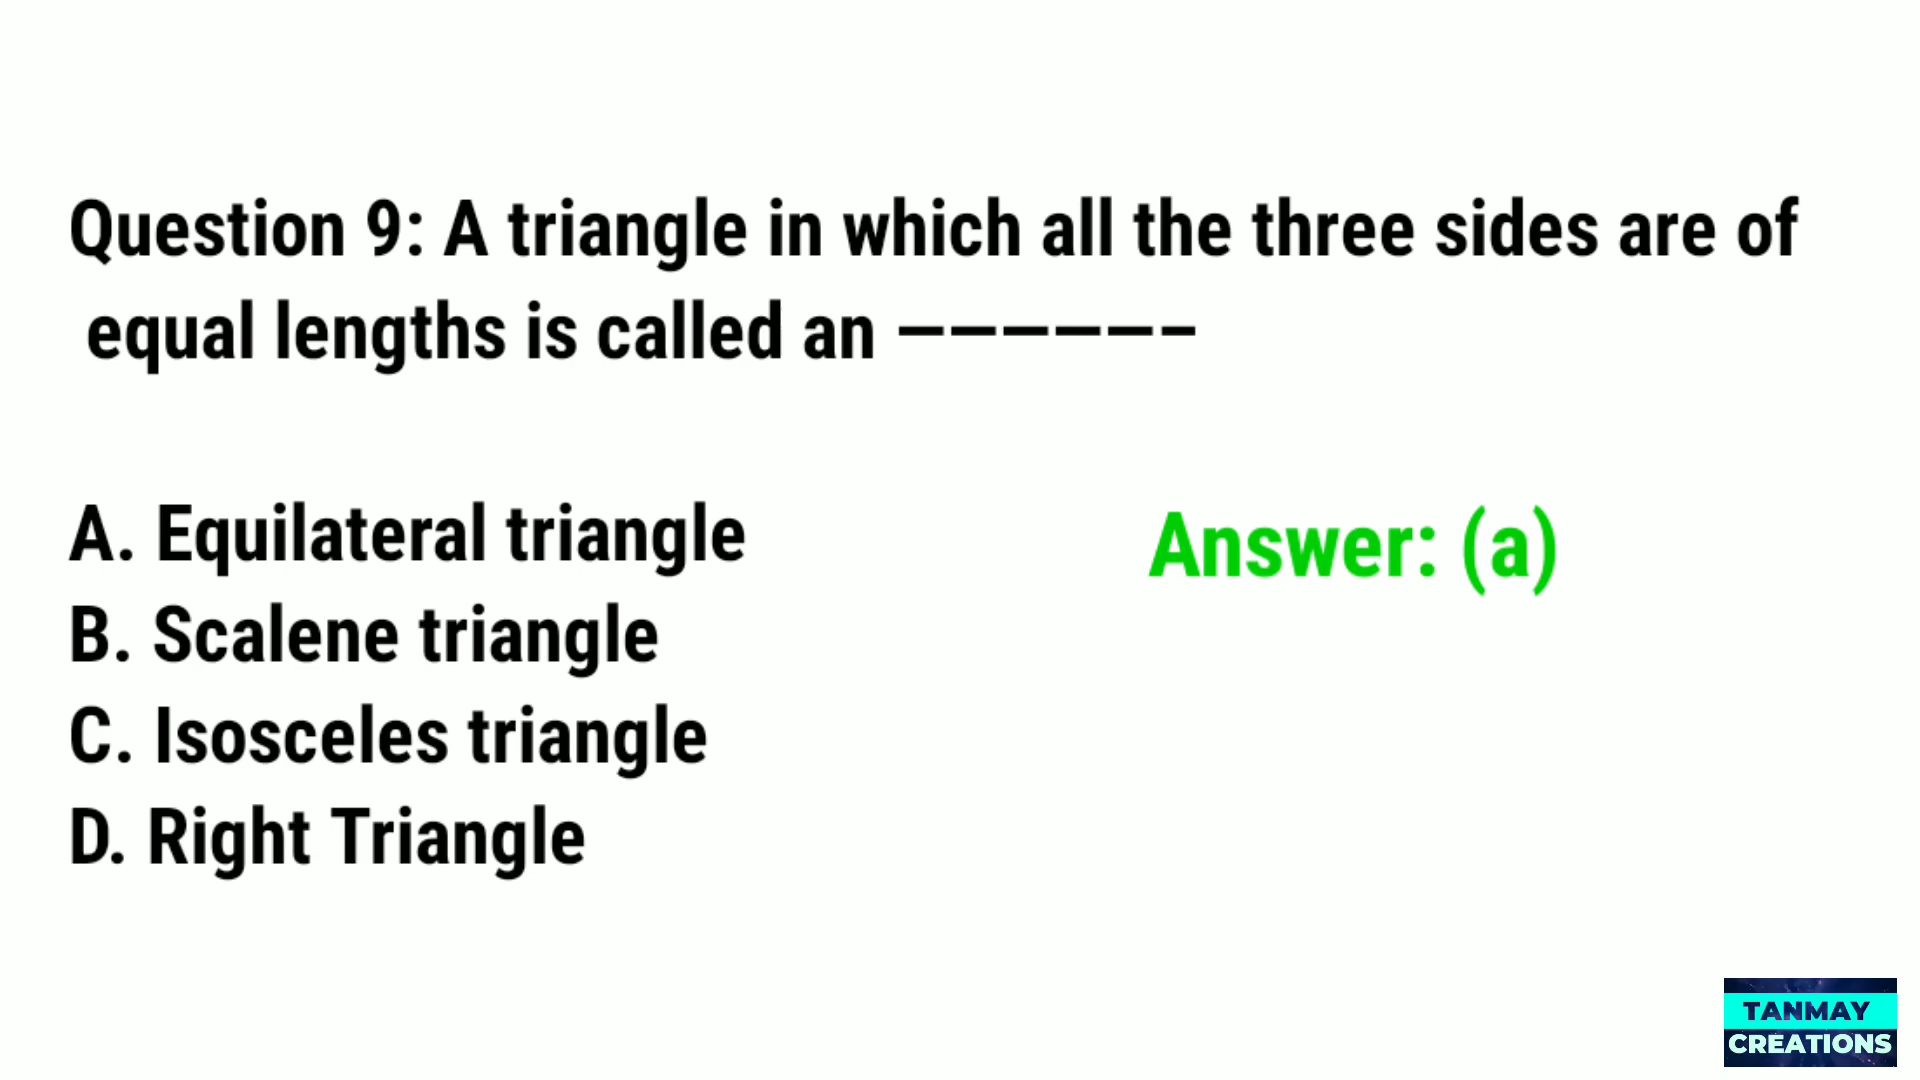 Question 9: A triangle in which all the three sides are of
equal lengths is called an ––––––
A. Equilateral triangle
Answer: (a)
B. Scalene triangle
C. Isosceles triangle
D. Right Triangle
TANMAY
CREATIONS